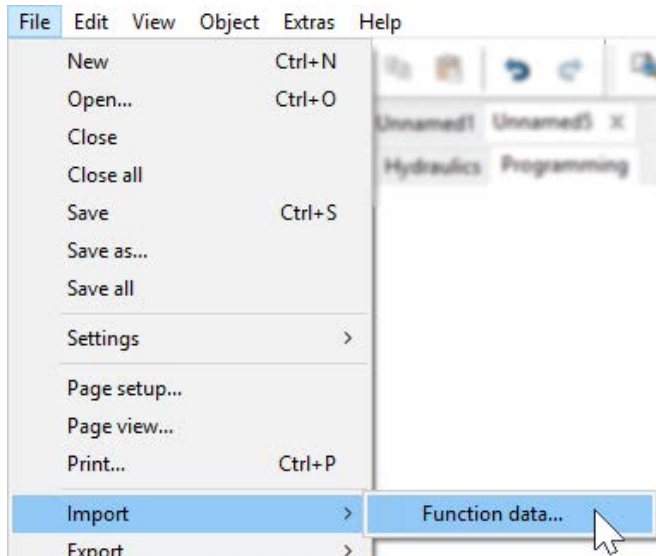 File Edit View Object Extras Help
New Ctrl+N
Open... Ctrl+O
Close
Unnamed1 Unnamed5 X
Close all
Hydraulics Programming
Save Ctrl+S
Save as...
Save all
Settings >
Page setup...
Page view...
Print... Ctrl+P
Import > Function data...
Export >